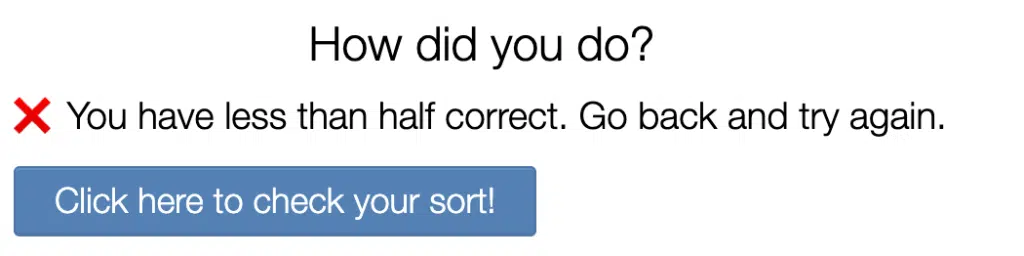 How did you do?
You have less than half correct. Go back and try again.
Click here to check your sort!